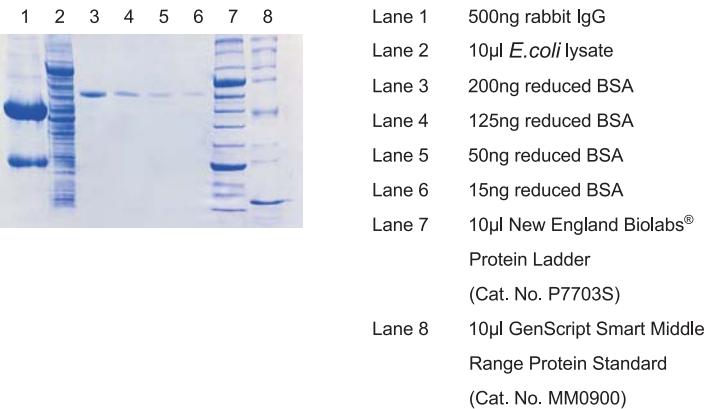 1 2 3 4 5 6 7 8
Lane 1 500ng rabbit IgG
Lane 2 10µl E.coli lysate
Lane 3 200ng reduced BSA
Lane 4 125ng reduced BSA
Lane 5 50ng reduced BSA
Lane 6 15ng reduced BSA
Lane 7 10µl New England Biolabs®
Protein Ladder
(Cat. No. P7703S)
Lane 8 10µl GenScript Smart Middle
Range Protein Standard
(Cat. No. MM0900)